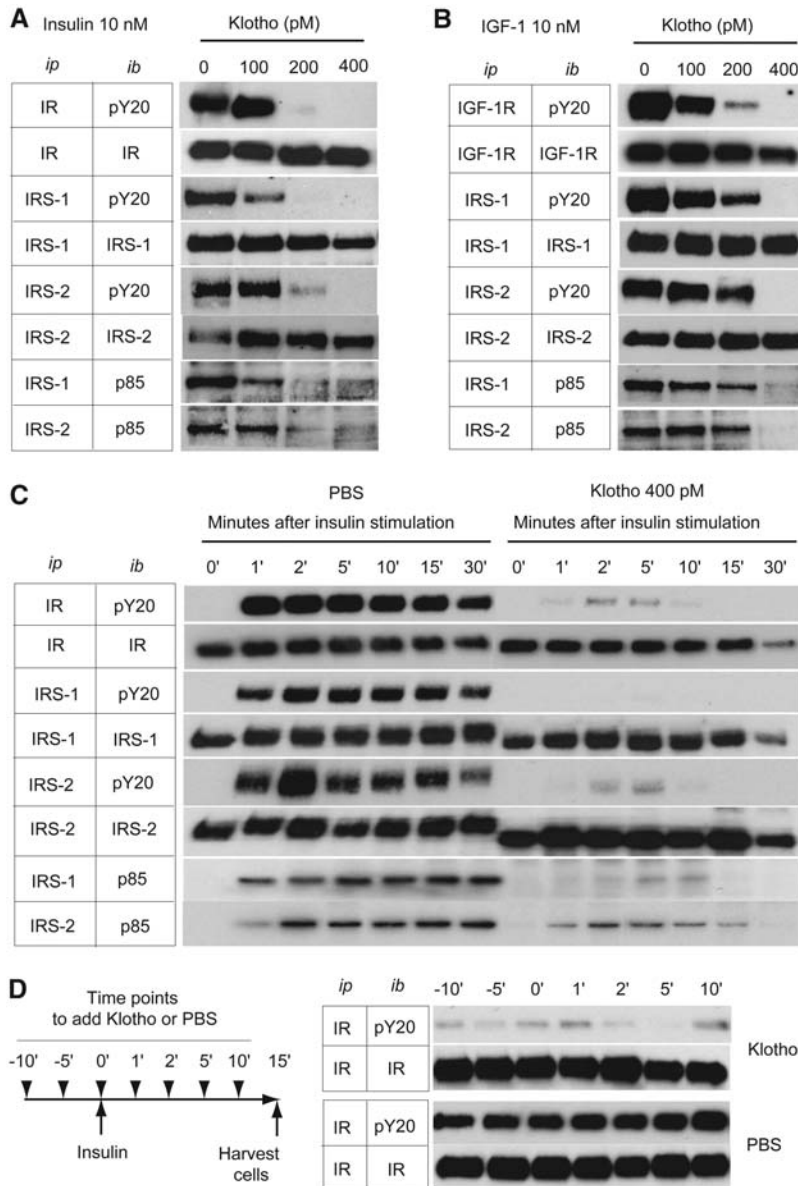 A
Insulin 10 nM
Klotho (pM)
ip ib 0 100 200 400
IR pY20
IR IR
IRS-1 pY20
IRS-1 IRS-1
IRS-2 pY20
IRS-2 IRS-2
IRS-1 p85
IRS-2 p85
B
IGF-1 10 nM
Klotho (pM)
ip ib 0 100 200 400
IGF-1R pY20
IGF-1R IGF-1R
IRS-1 pY20
IRS-1 IRS-1
IRS-2 pY20
IRS-2 IRS-2
IRS-1 p85
IRS-2 p85
C
PBS Klotho 400 pM
Minutes after insulin stimulation Minutes after insulin stimulation
ip ib 0' 1' 2' 5' 10' 15' 30' 0' 1' 2' 5' 10' 15' 30'
IR pY20
IR IR
IRS-1 pY20
IRS-1 IRS-1
IRS-2 pY20
IRS-2 IRS-2
IRS-1 p85
IRS-2 p85
D
Time points
to add Klotho or PBS
-10' -5' 0' 1' 2' 5' 10' 15'
Insulin
Harvest
cells
ip ib -10' -5' 0' 1' 2' 5' 10'
IR pY20
IR IR
Klotho
IR pY20
IR IR
PBS